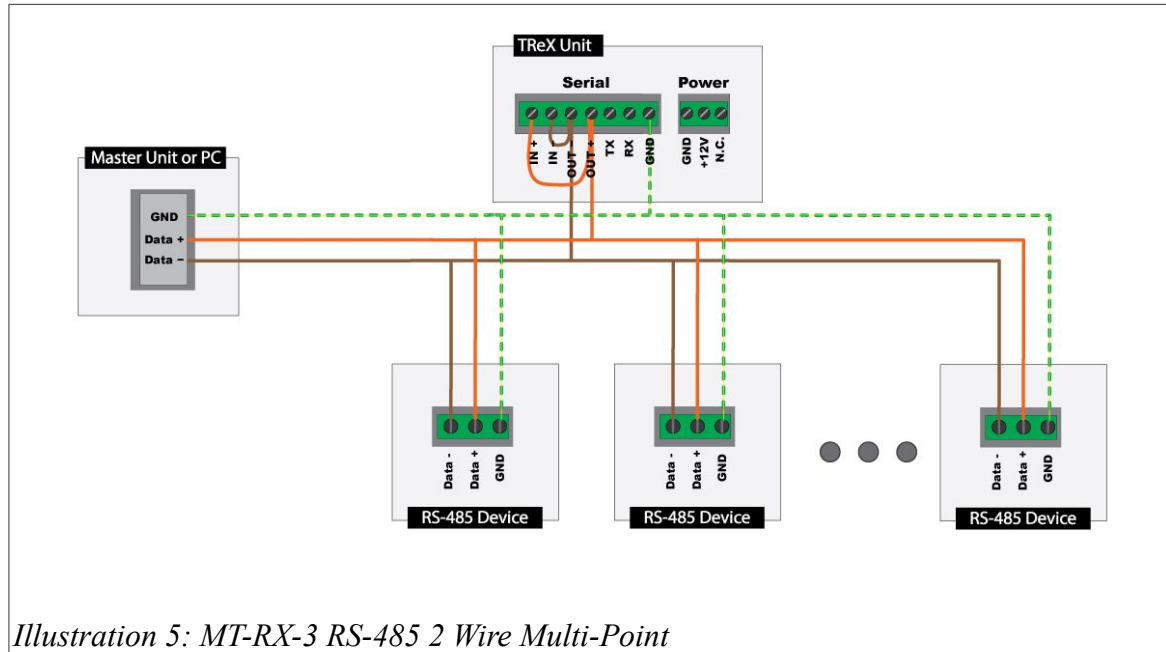 TReX Unit
Serial
Power
IN +
IN -
OUT -
OUT +
TX
RX
GND
GND
+12V
N.C.
Master Unit or PC
GND
Data +
Data -
Data -
Data +
GND
RS-485 Device
Data -
Data +
GND
RS-485 Device
Data -
Data +
GND
RS-485 Device
Illustration 5: MT-RX-3 RS-485 2 Wire Multi-Point